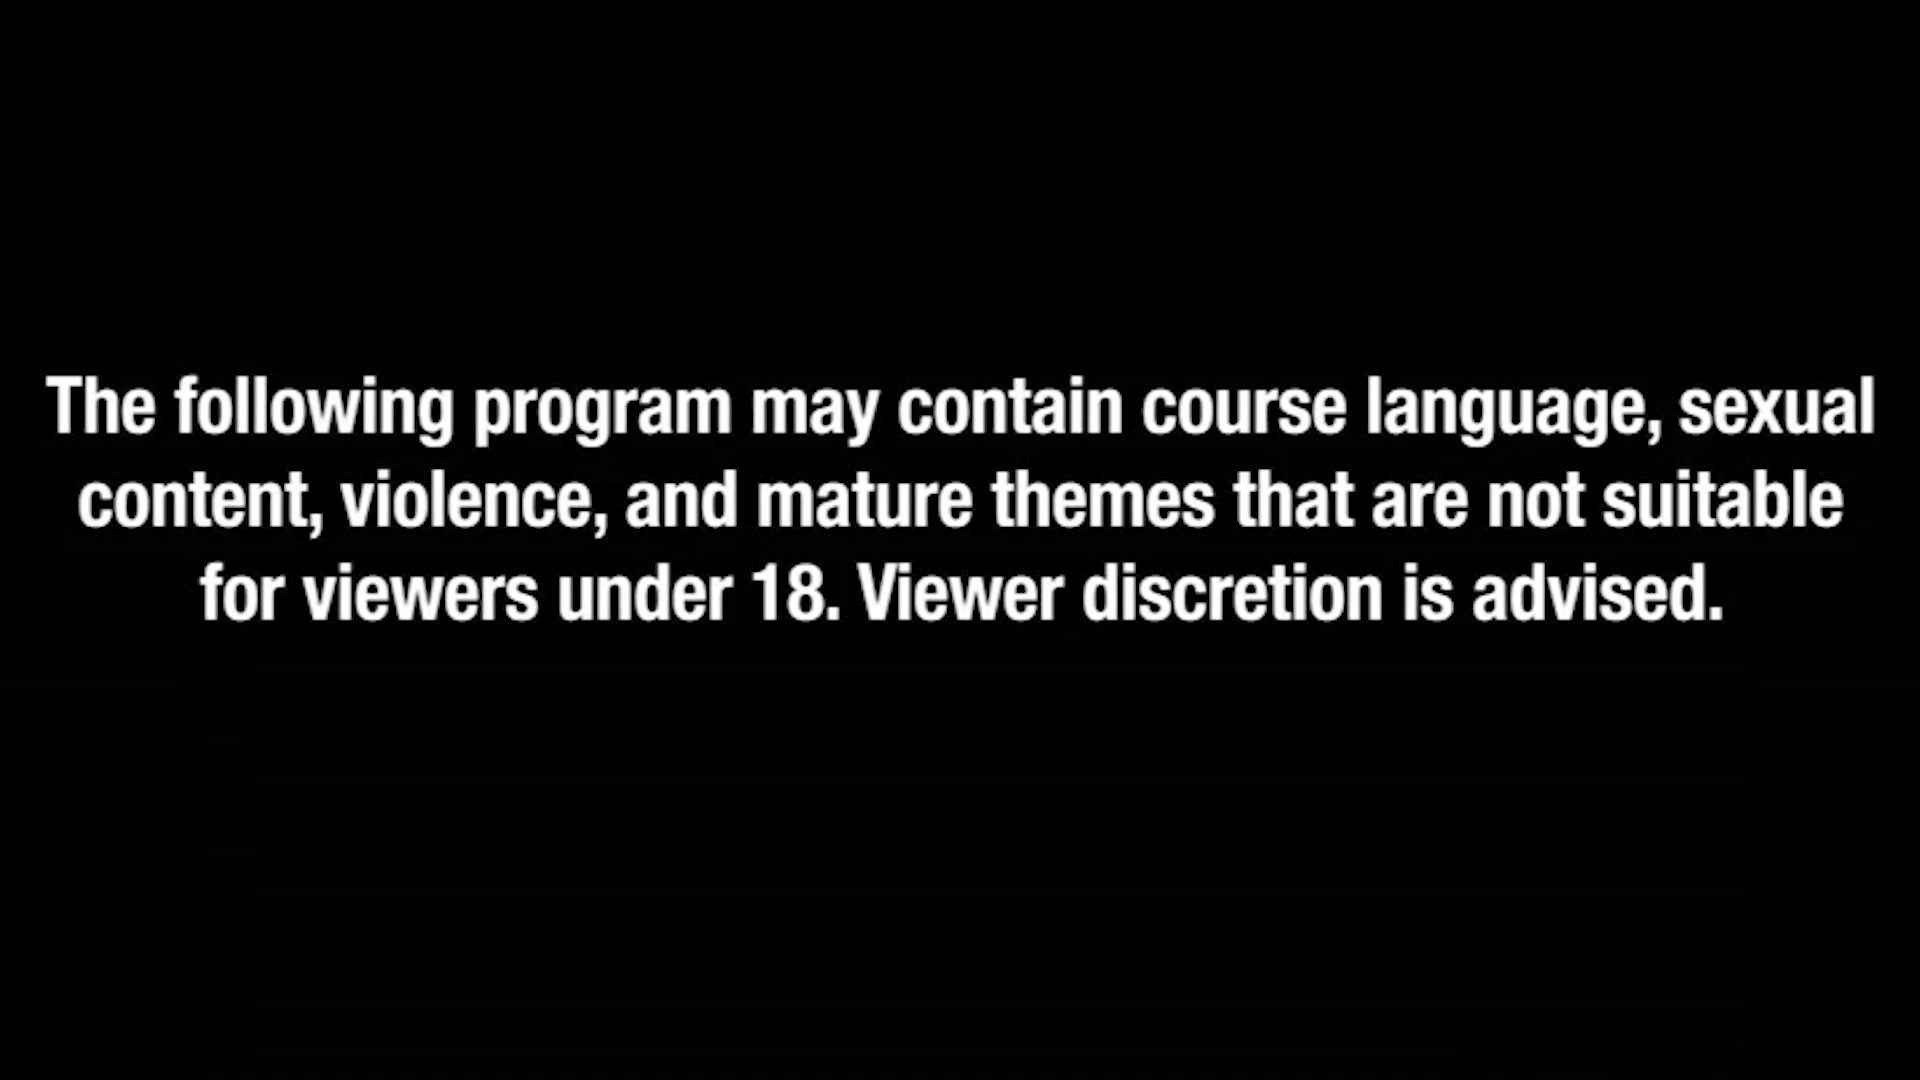 The following program may contain course language, sexual
content, violence, and mature themes that are not suitable
for viewers under 18. Viewer discretion is advised.